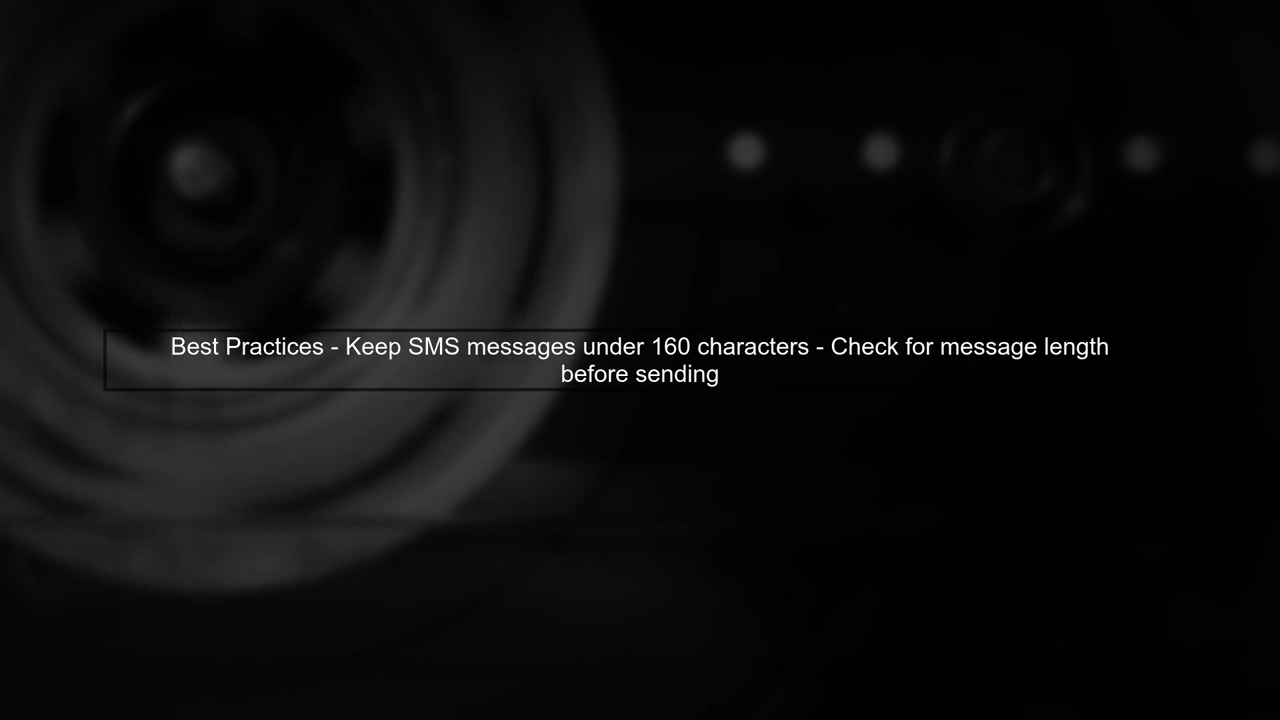 Best Practices - Keep SMS messages under 160 characters - Check for message length
before sending